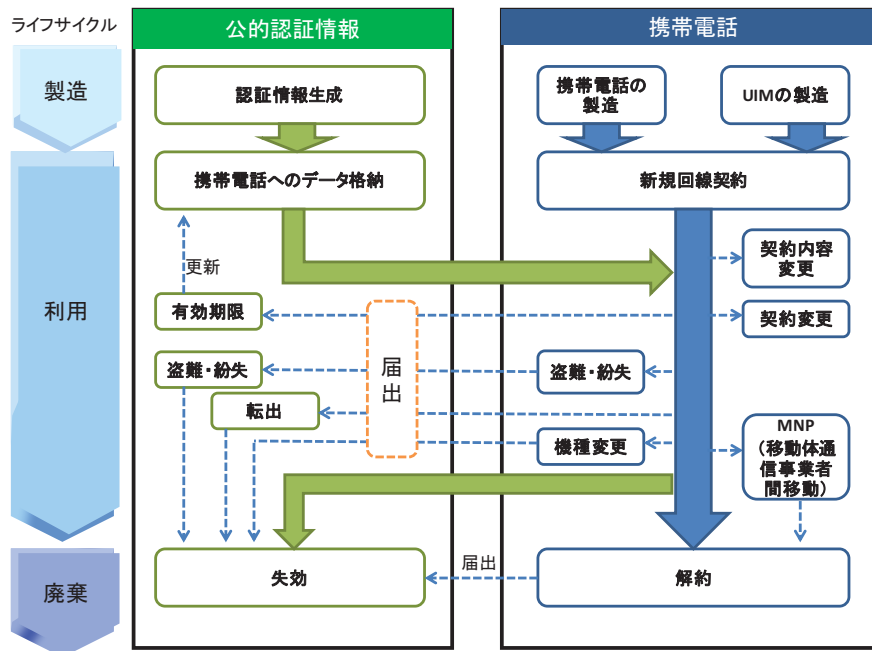 ライフサイクル
公的認証情報
携帯電話
製造
認証情報生成
携帯電話の
製造
UIMの製造
利用
携帯電話へのデータ格納
新規回線契約
更新
契約内容
変更
有効期限
契約変更
届
出
盗難・紛失
盗難・紛失
転出
機種変更
MNP
(移動体通
信事業者
間移動)
廃棄
失効
届出
解約